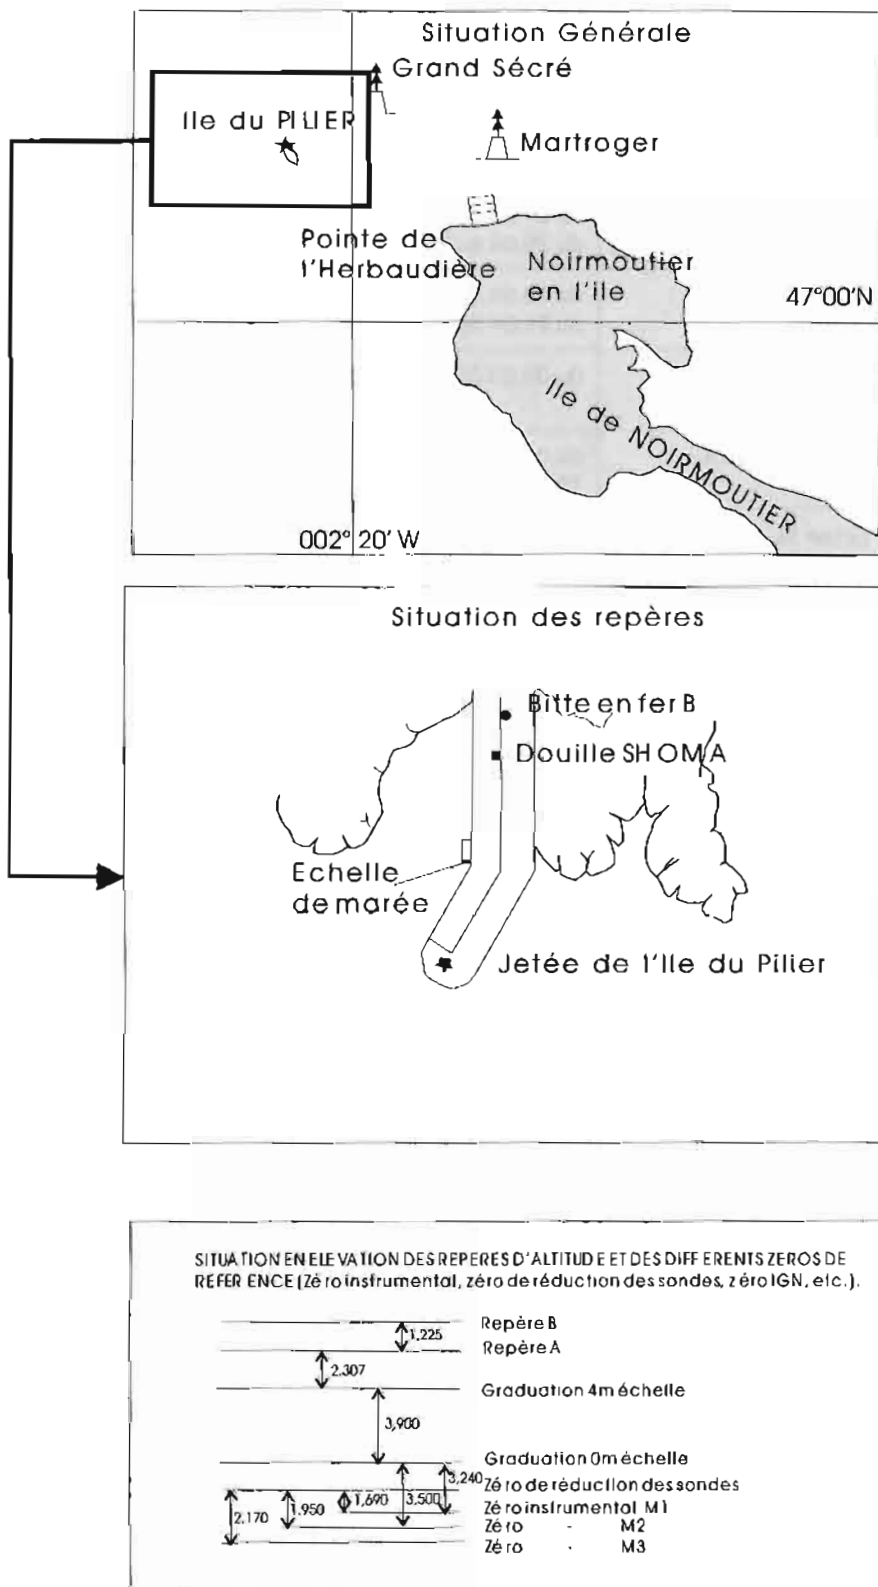 Situation Générale
Grand Sécré
Ile du PILIER
Martroger
Pointe de
l'Herbaudière
Noirmoutier
en l'ile
47°00'N
Ile de NOIRMOUTIER
002° 20' W
Situation des repères
Bitte en fer B
Douille SHOMA
Echelle
de marée
Jetée de l'Ile du Pilier
SITUATION EN ELEVATION DES REPERES D'ALTITUDE ET DES DIFFERENTS ZEROS DE
REFERENCE (Zéro instrumental, zéro de réduction des sondes, zéro IGN, etc.).
Repère B
1,225
Repère A
2.307
Graduation 4m échelle
3,900
Graduation 0m échelle
3,240
Zéro de réduction des sondes
2.170
1.950
1,690
3.500
Zéro instrumental M1
Zéro - M2
Zéro - M3